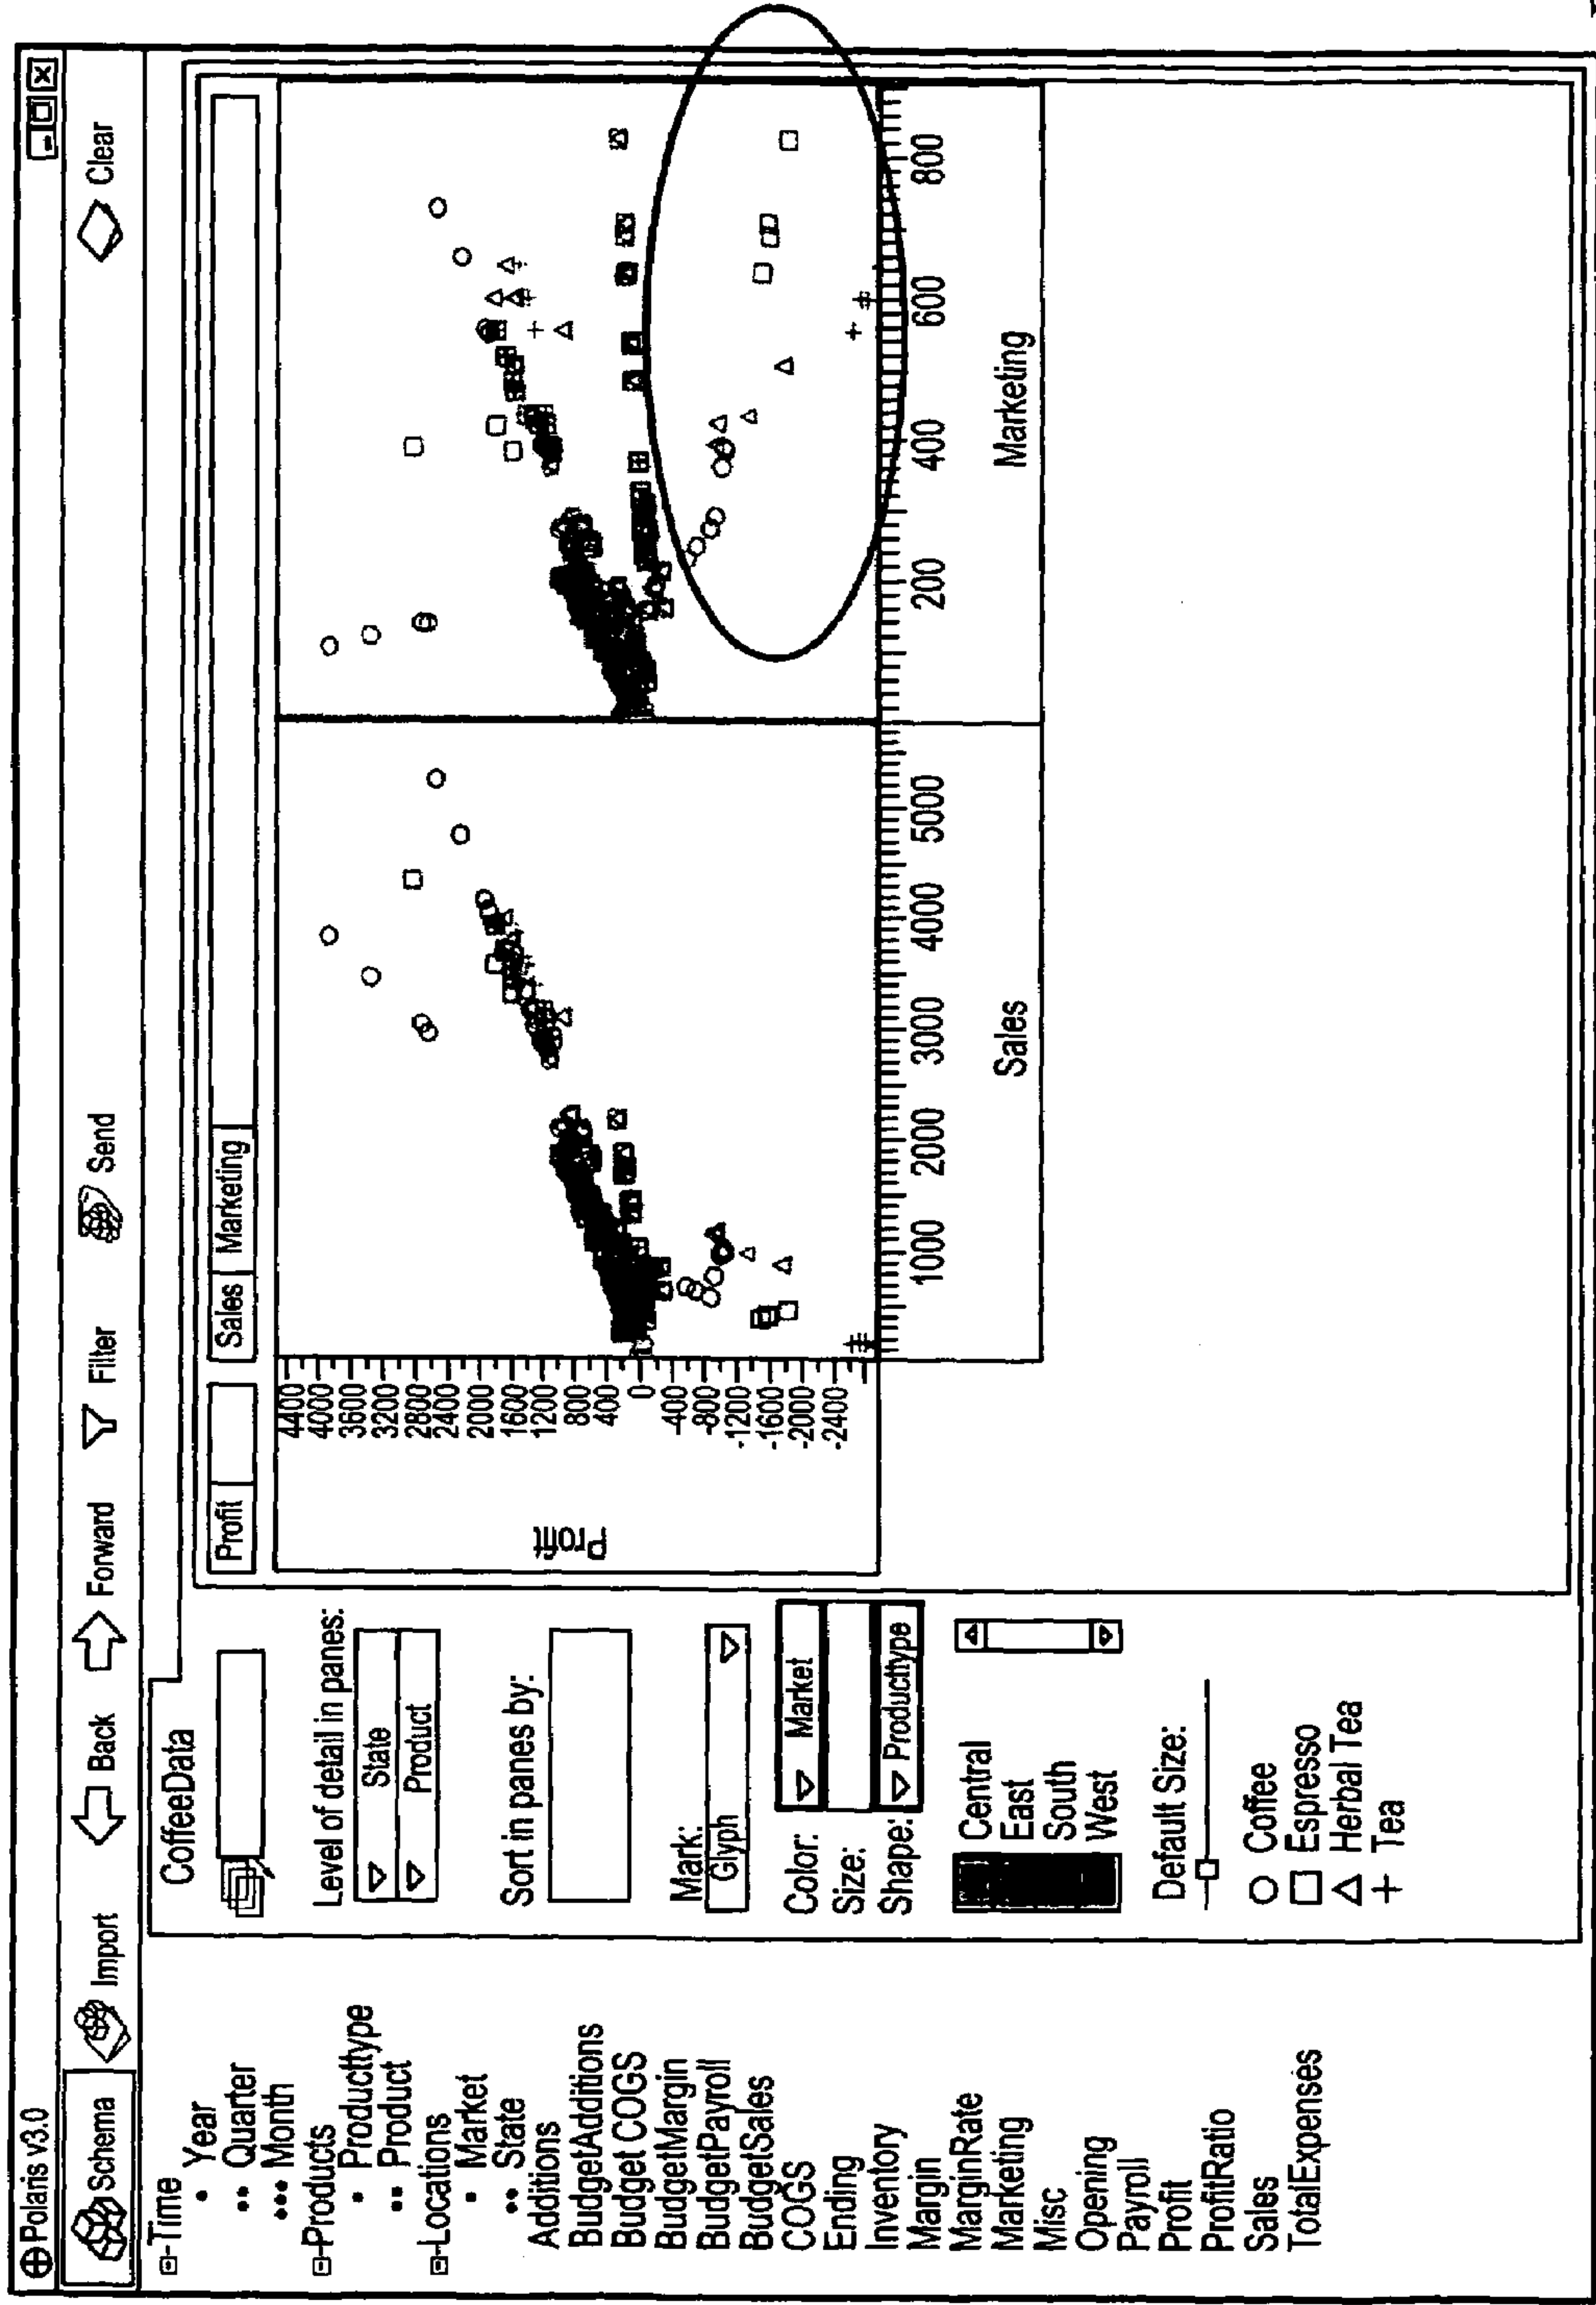 Polaris v3.0
Schema
Import
Back
Forward
Filter
Send
Clear
Time
• Year
•• Quarter
••• Month
Products
• Producttype
•• Product
Locations
• Market
•• State
Additions
BudgetAdditions
Budget COGS
BudgetMargin
BudgetPayroll
BudgetSales
COGS
Ending
Inventory
Margin
MarginRate
Marketing
Misc
Opening
Payroll
Profit
ProfitRatio
Sales
TotalExpenses
CoffeeData
Level of detail in panes:
State
Product
Sort in panes by:
Mark:
Glyph
Color: Market
Size:
Shape: Producttype
Central
East
South
West
Default Size:
Coffee
Espresso
Herbal Tea
Tea
Profit
Sales Marketing
Profit
4400
4000
3600
3200
2800
2400
2000
1600
1200
800
400
0
-400
-800
-1200
-1600
-2000
-2400
1000 2000 3000 4000 5000
200 400 600 800
Sales
Marketing